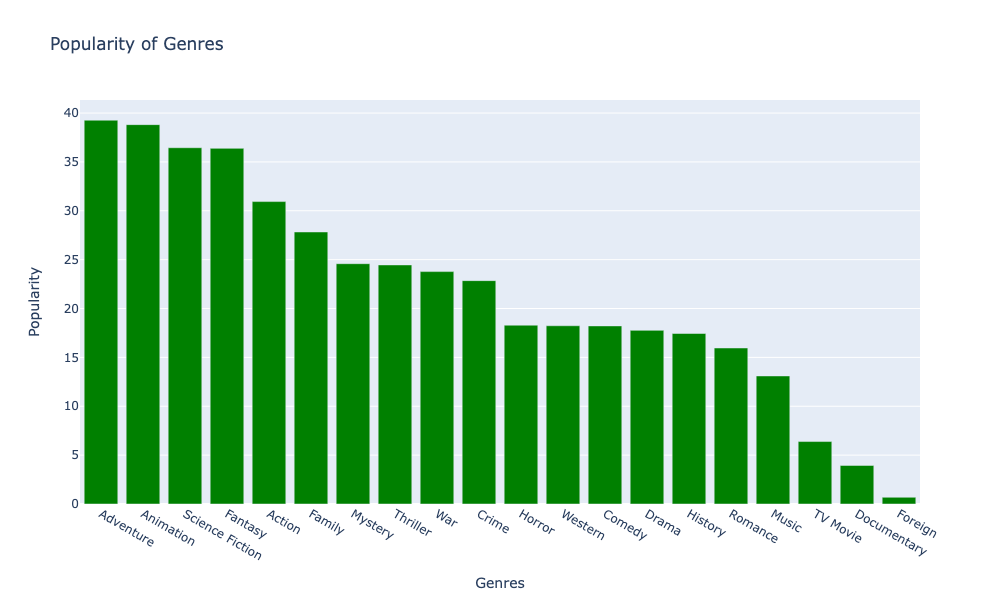 Popularity of Genres
40
35
30
25
20
15
10
5
0
Popularity
Adventure
Animation
Science Fiction
Fantasy
Action
Family
Mystery
Thriller
War
Crime
Horror
Western
Comedy
Drama
History
Romance
Music
TV Movie
Documentary
Foreign
Genres